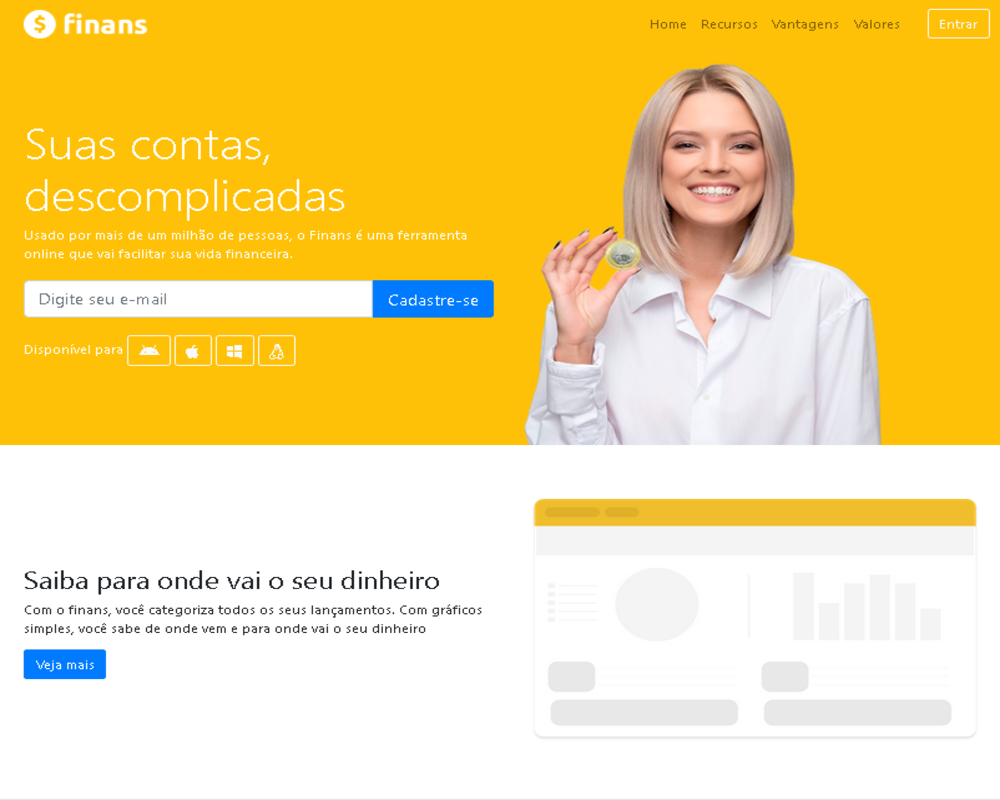 $ finans
Home Recursos Vantagens Valores Entrar
Suas contas,
descomplicadas
Usado por mais de um milhão de pessoas, o Finans é uma ferramenta
online que vai facilitar sua vida financeira.
Digite seu e-mail Cadastre-se
Disponível para
Saiba para onde vai o seu dinheiro
Com o finans, você categoriza todos os seus lançamentos. Com gráficos
simples, você sabe de onde vem e para onde vai o seu dinheiro
Veja mais